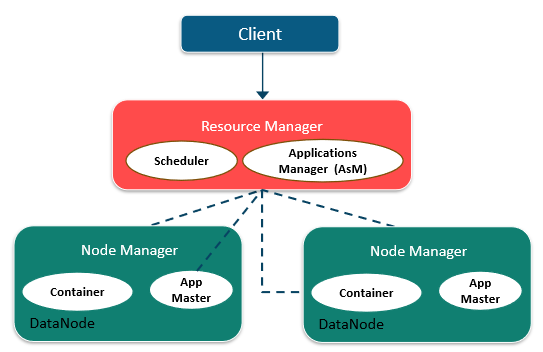 Client
Resource Manager
Scheduler
Applications
Manager (AsM)
Node Manager
Container
App
Master
DataNode
Node Manager
Container
App
Master
DataNode